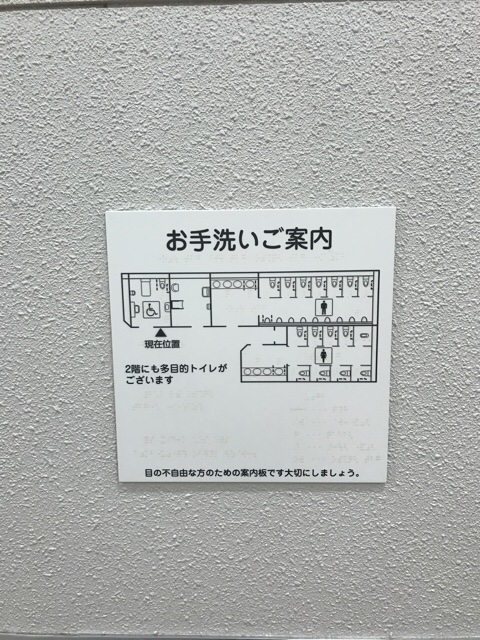 お手洗いご案内
現在位置
2階にも多目的トイレが
ございます
目の不自由な方のための案内板です大切にしましょう。